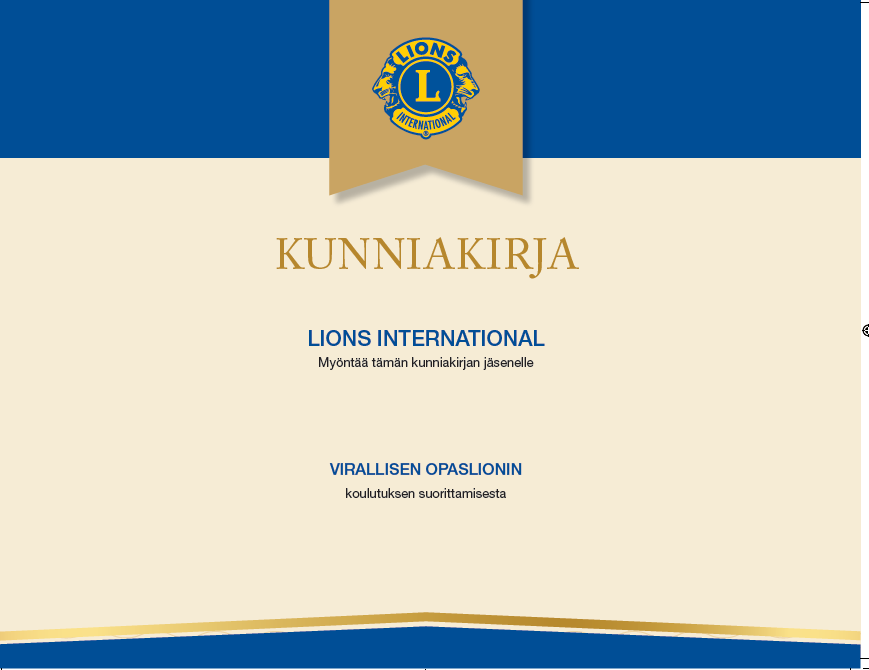 LIONS
L
INTERNATIONAL
®
KUNNIAKIRJA
LIONS INTERNATIONAL
Myöntää tämän kunniakirjan jäsenelle
VIRALLISEN OPASLIONIN
koulutuksen suorittamisesta